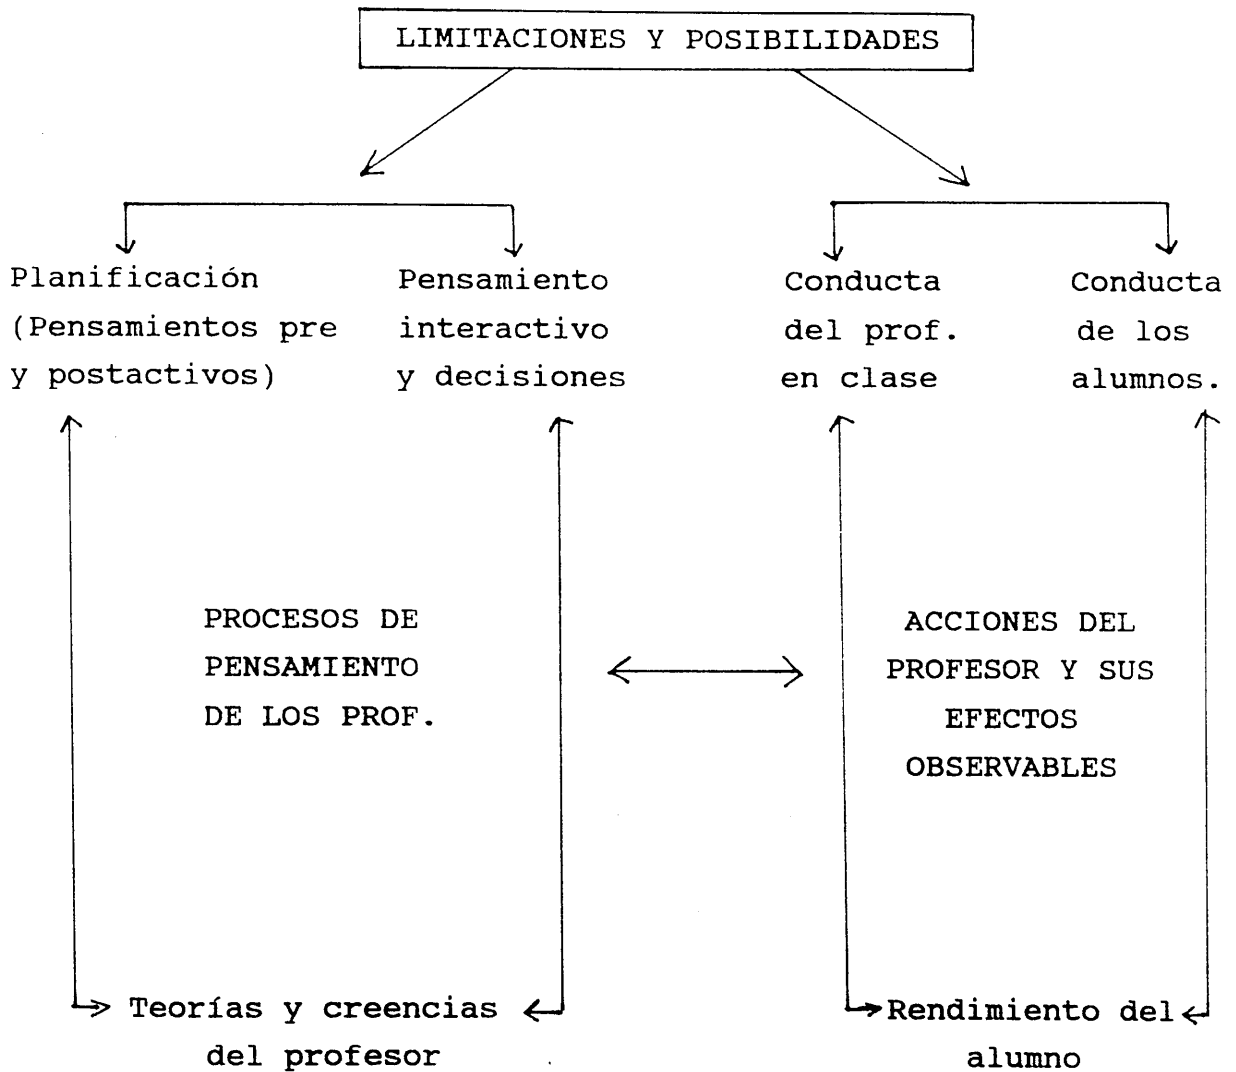 LIMITACIONES Y POSIBILIDADES
Planificación
(Pensamientos pre
y postactivos)
Pensamiento
interactivo
y decisiones
Conducta
del prof.
en clase
Conducta
de los
alumnos.
PROCESOS DE
PENSAMIENTO
DE LOS PROF.
ACCIONES DEL
PROFESOR Y SUS
EFECTOS
OBSERVABLES
Teorías y creencias
del profesor
Rendimiento del
alumno